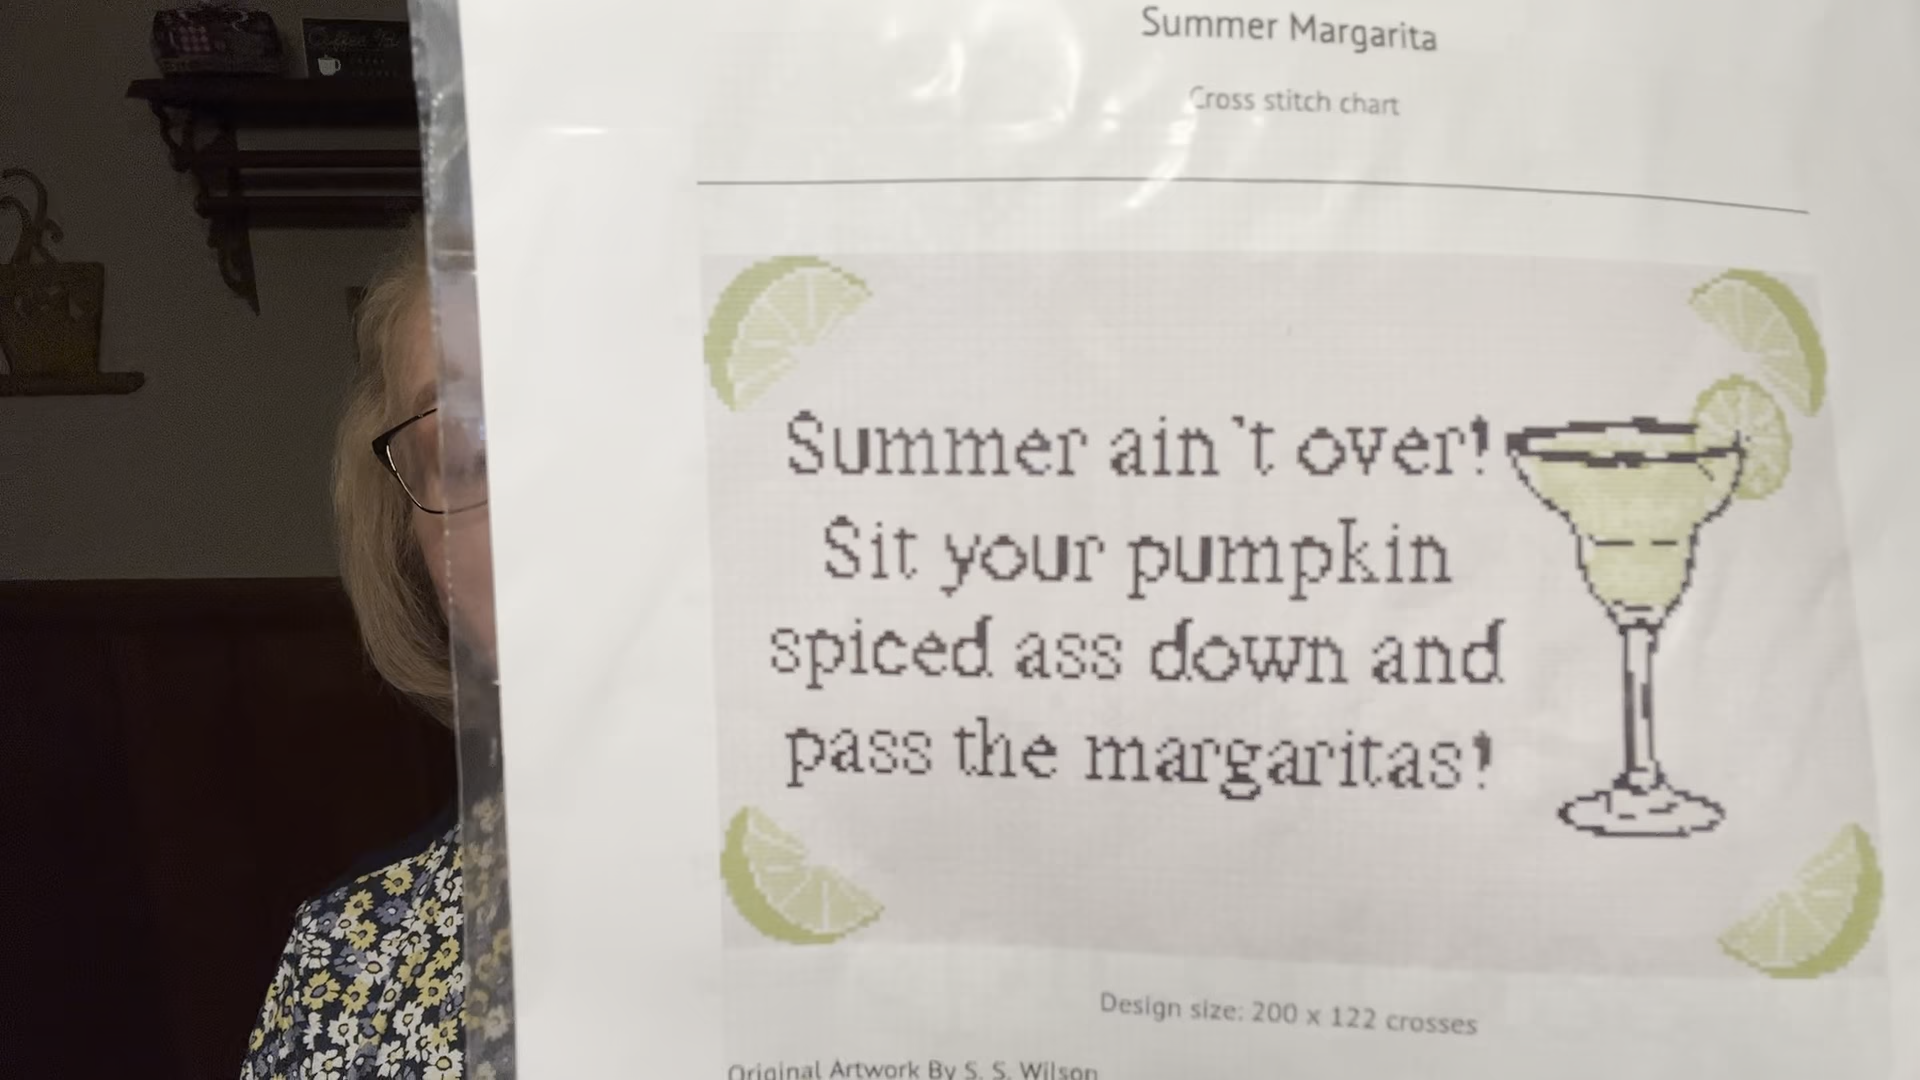 Summer Margarita
Cross stitch chart
Summer ain't over!
Sit your pumpkin
spiced ass down and
pass the margaritas!
Design size: 200 x 122 crosses
Original Artwork By S. S. Wilson